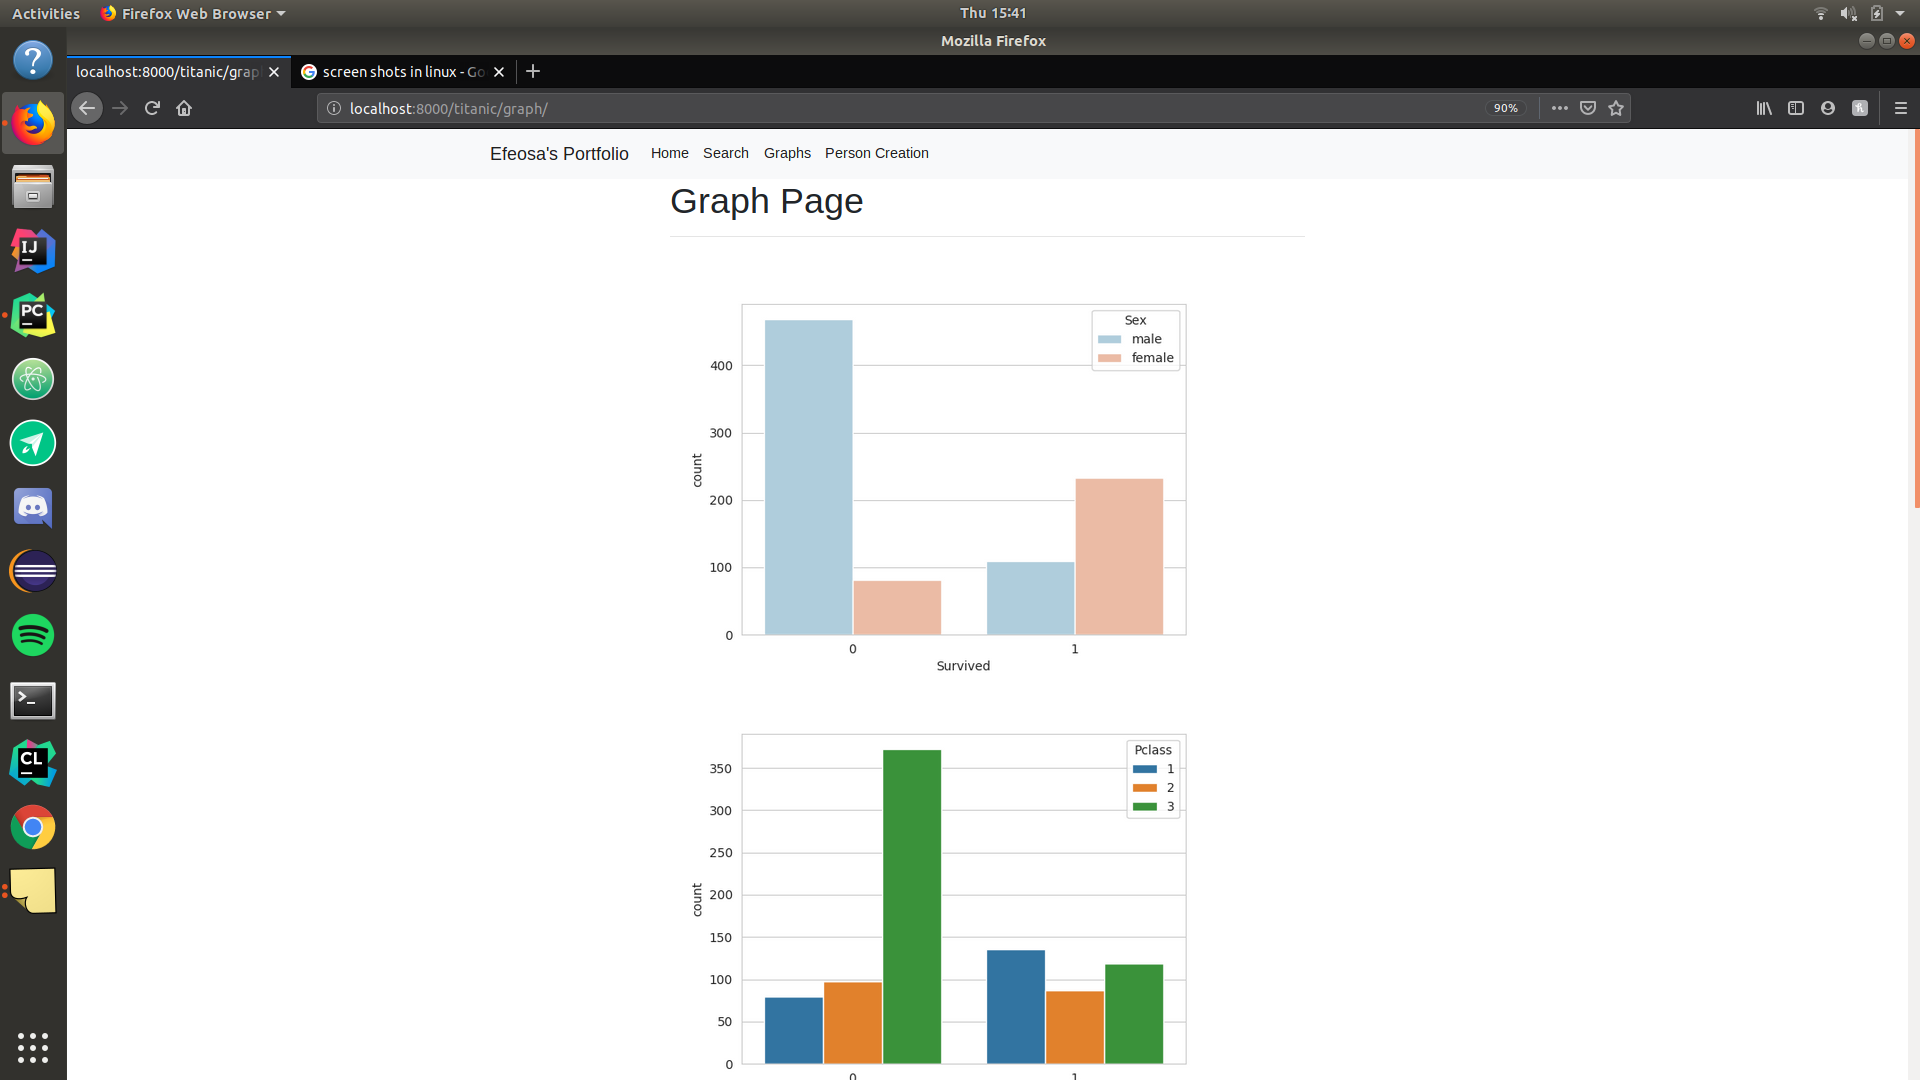 Activities Firefox Web Browser Thu 15:41
Mozilla Firefox
localhost:8000/titanic/grap screen shots in linux - Go
localhost:8000/titanic/graph/ 90%
Efeosa's Portfolio Home Search Graphs Person Creation
Graph Page
Sex
male
female
400
300
200
100
0
count
0 1
Survived
Pclass
1
2
3
350
300
250
200
150
100
50
0
count
0 1
IJ
PC
CL